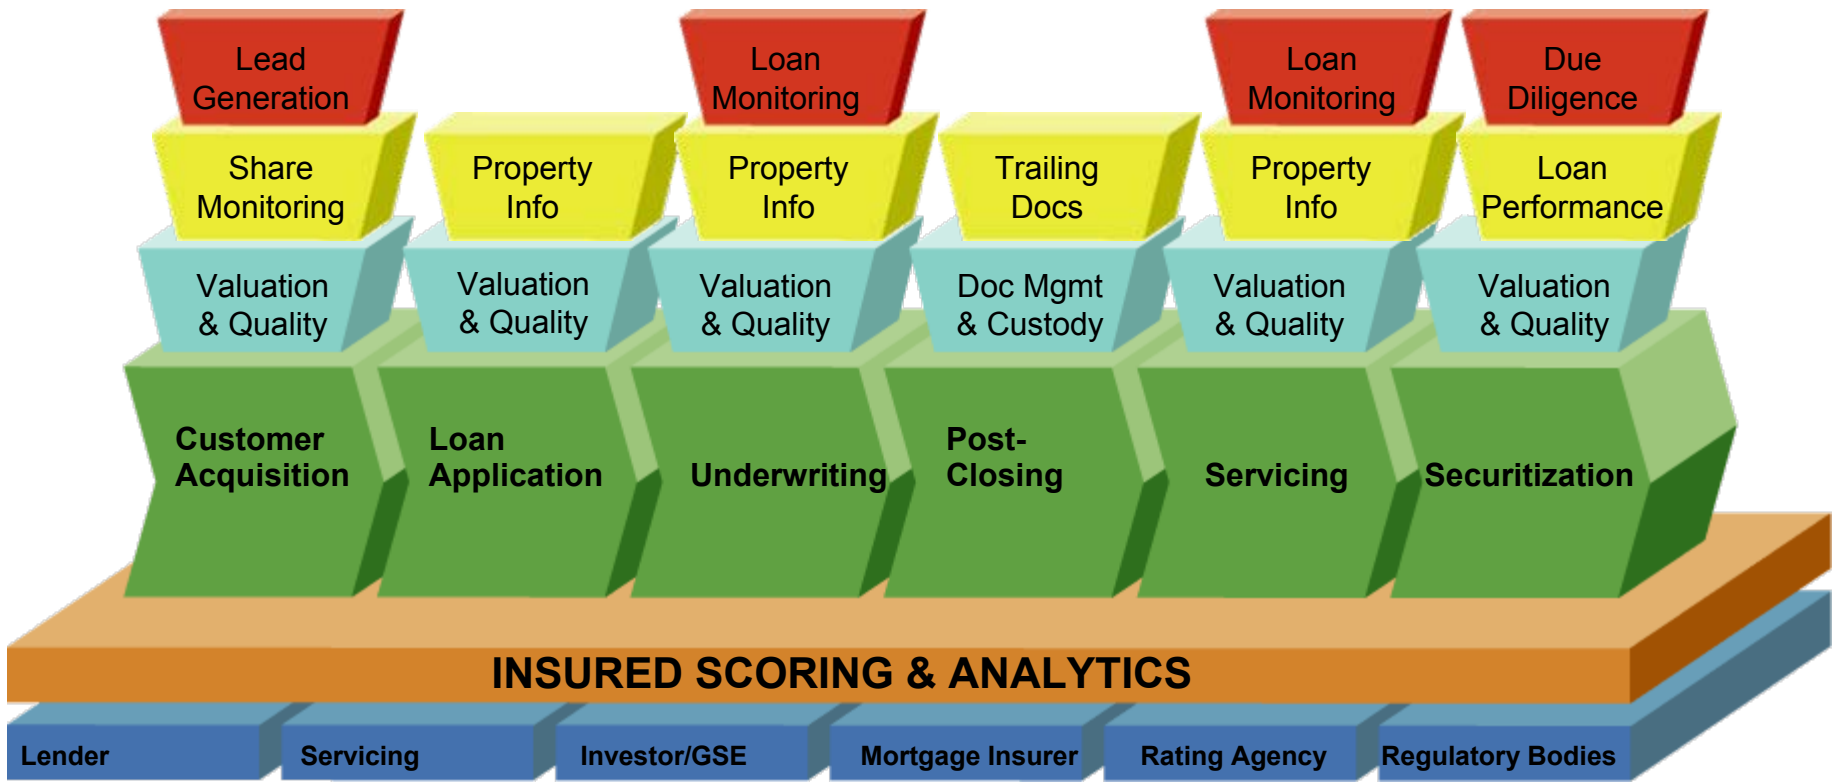 Lead
Generation
Loan
Monitoring
Loan
Monitoring
Due
Diligence
Share
Monitoring
Property
Info
Property
Info
Trailing
Docs
Property
Info
Loan
Performance
Valuation
& Quality
Valuation
& Quality
Valuation
& Quality
Doc Mgmt
& Custody
Valuation
& Quality
Valuation
& Quality
Customer
Acquisition
Loan
Application
Underwriting
Post-
Closing
Servicing
Securitization
INSURED SCORING & ANALYTICS
Lender
Servicing
Investor/GSE
Mortgage Insurer
Rating Agency
Regulatory Bodies